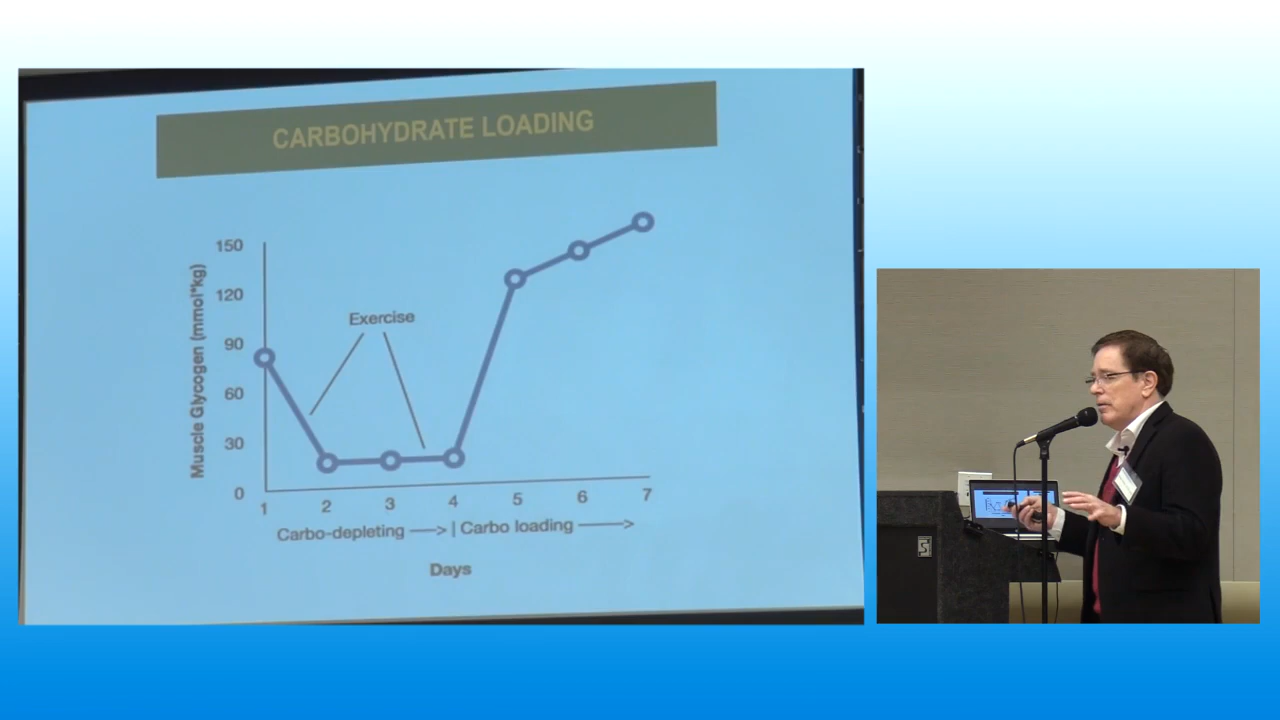 CARBOHYDRATE LOADING
150
120
90
60
30
0
Muscle Glycogen (mmol*kg)
Exercise
1 2 3 4 5 6 7
Carbo-depleting ——>| Carbo loading ——>
Days